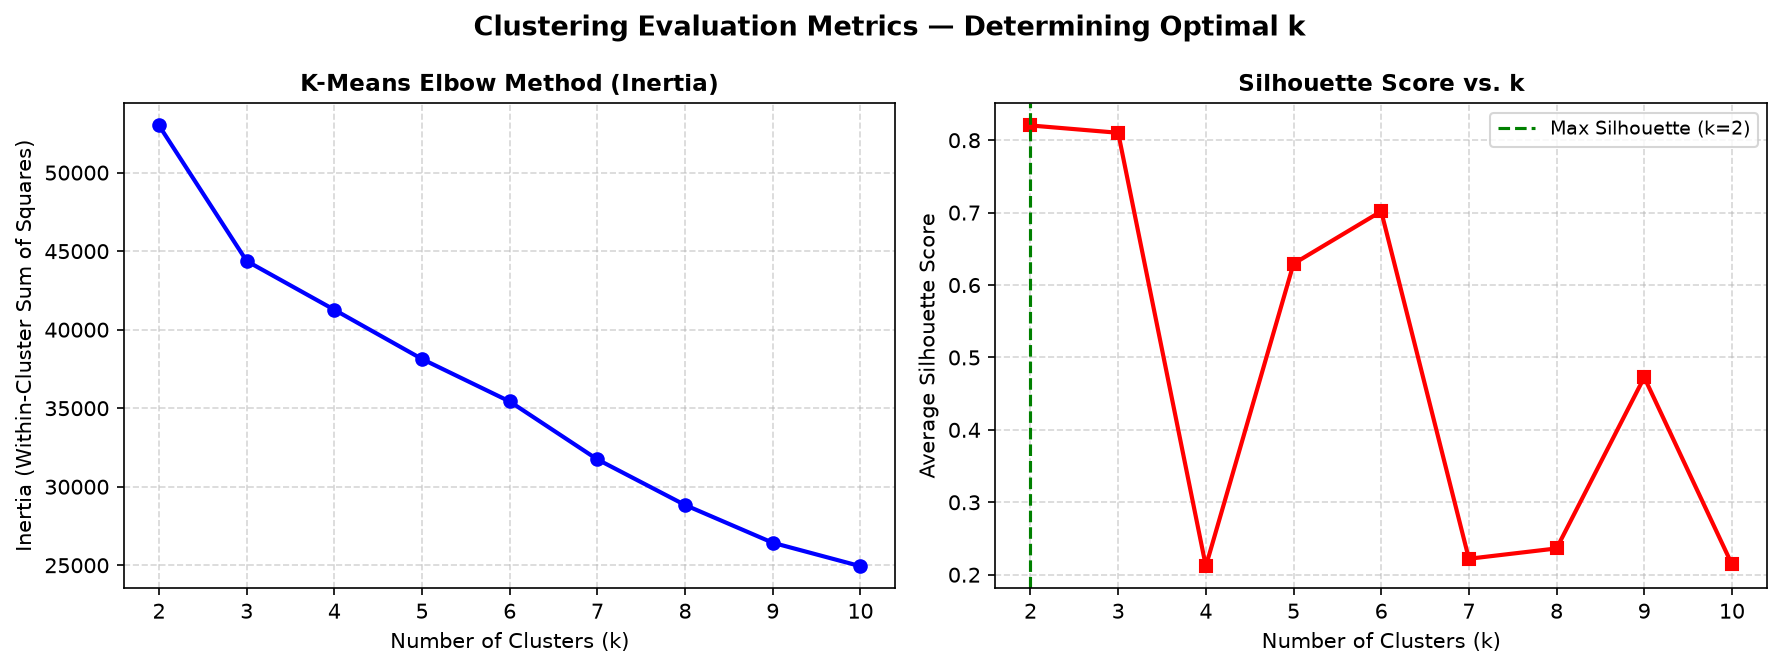 Clustering Evaluation Metrics — Determining Optimal k
K-Means Elbow Method (Inertia)
Inertia (Within-Cluster Sum of Squares)
50000
45000
40000
35000
30000
25000
2 3 4 5 6 7 8 9 10
Number of Clusters (k)
Silhouette Score vs. k
Max Silhouette (k=2)
Average Silhouette Score
0.8
0.7
0.6
0.5
0.4
0.3
0.2
2 3 4 5 6 7 8 9 10
Number of Clusters (k)